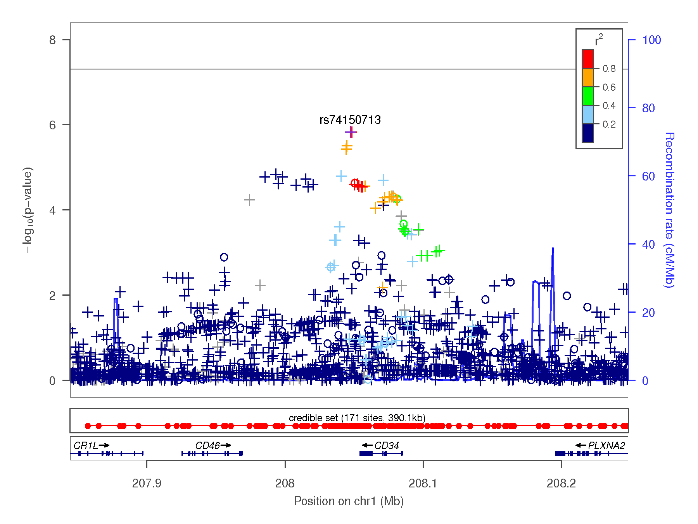 rs74150713
r2
0.8
0.6
0.4
0.2
8
6
4
2
0
−log10(p−value)
100
80
60
40
20
0
Recombination rate (cM/Mb)
credible set (171 sites, 390.1kb)
CR1L
CD46
CD34
PLXNA2
207.9
208
208.1
208.2
Position on chr1 (Mb)